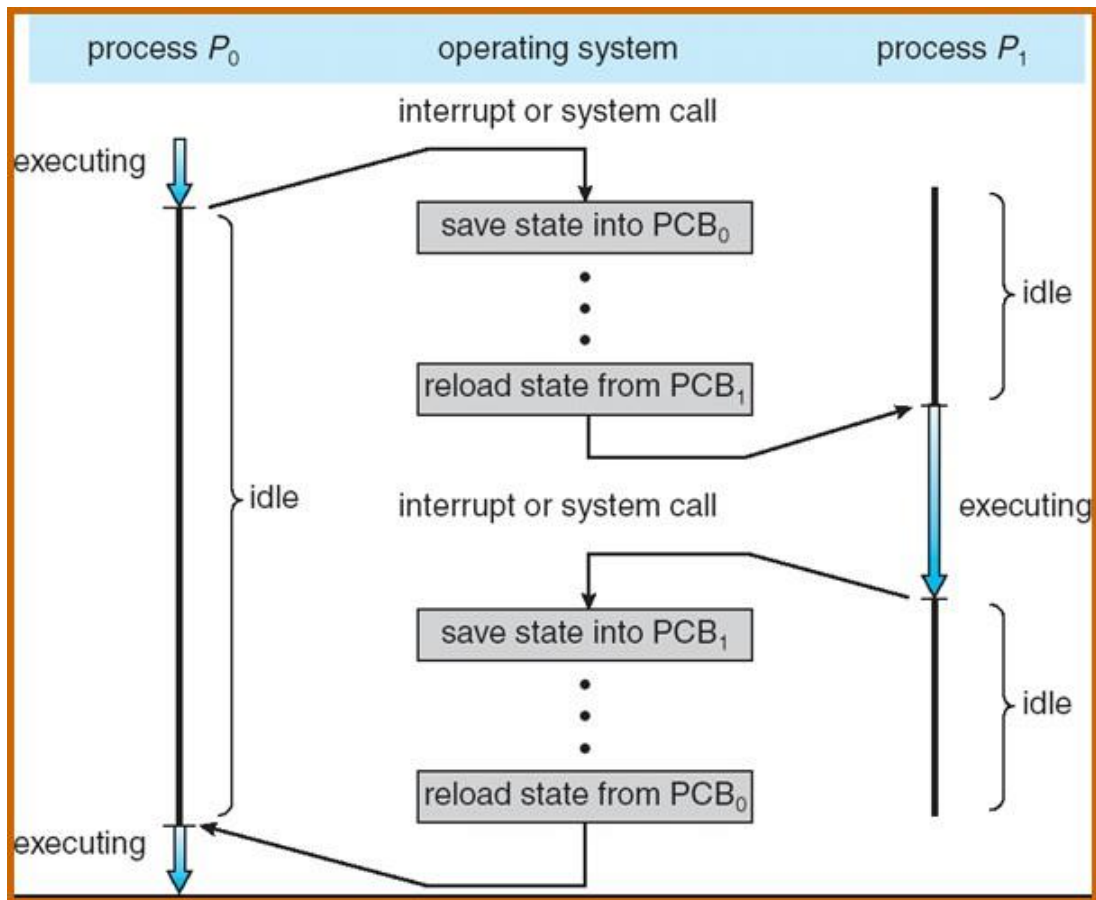 process P₀ operating system process P₁
interrupt or system call
executing
save state into PCB₀
idle
reload state from PCB₁
idle
interrupt or system call
executing
save state into PCB₁
idle
reload state from PCB₀
executing